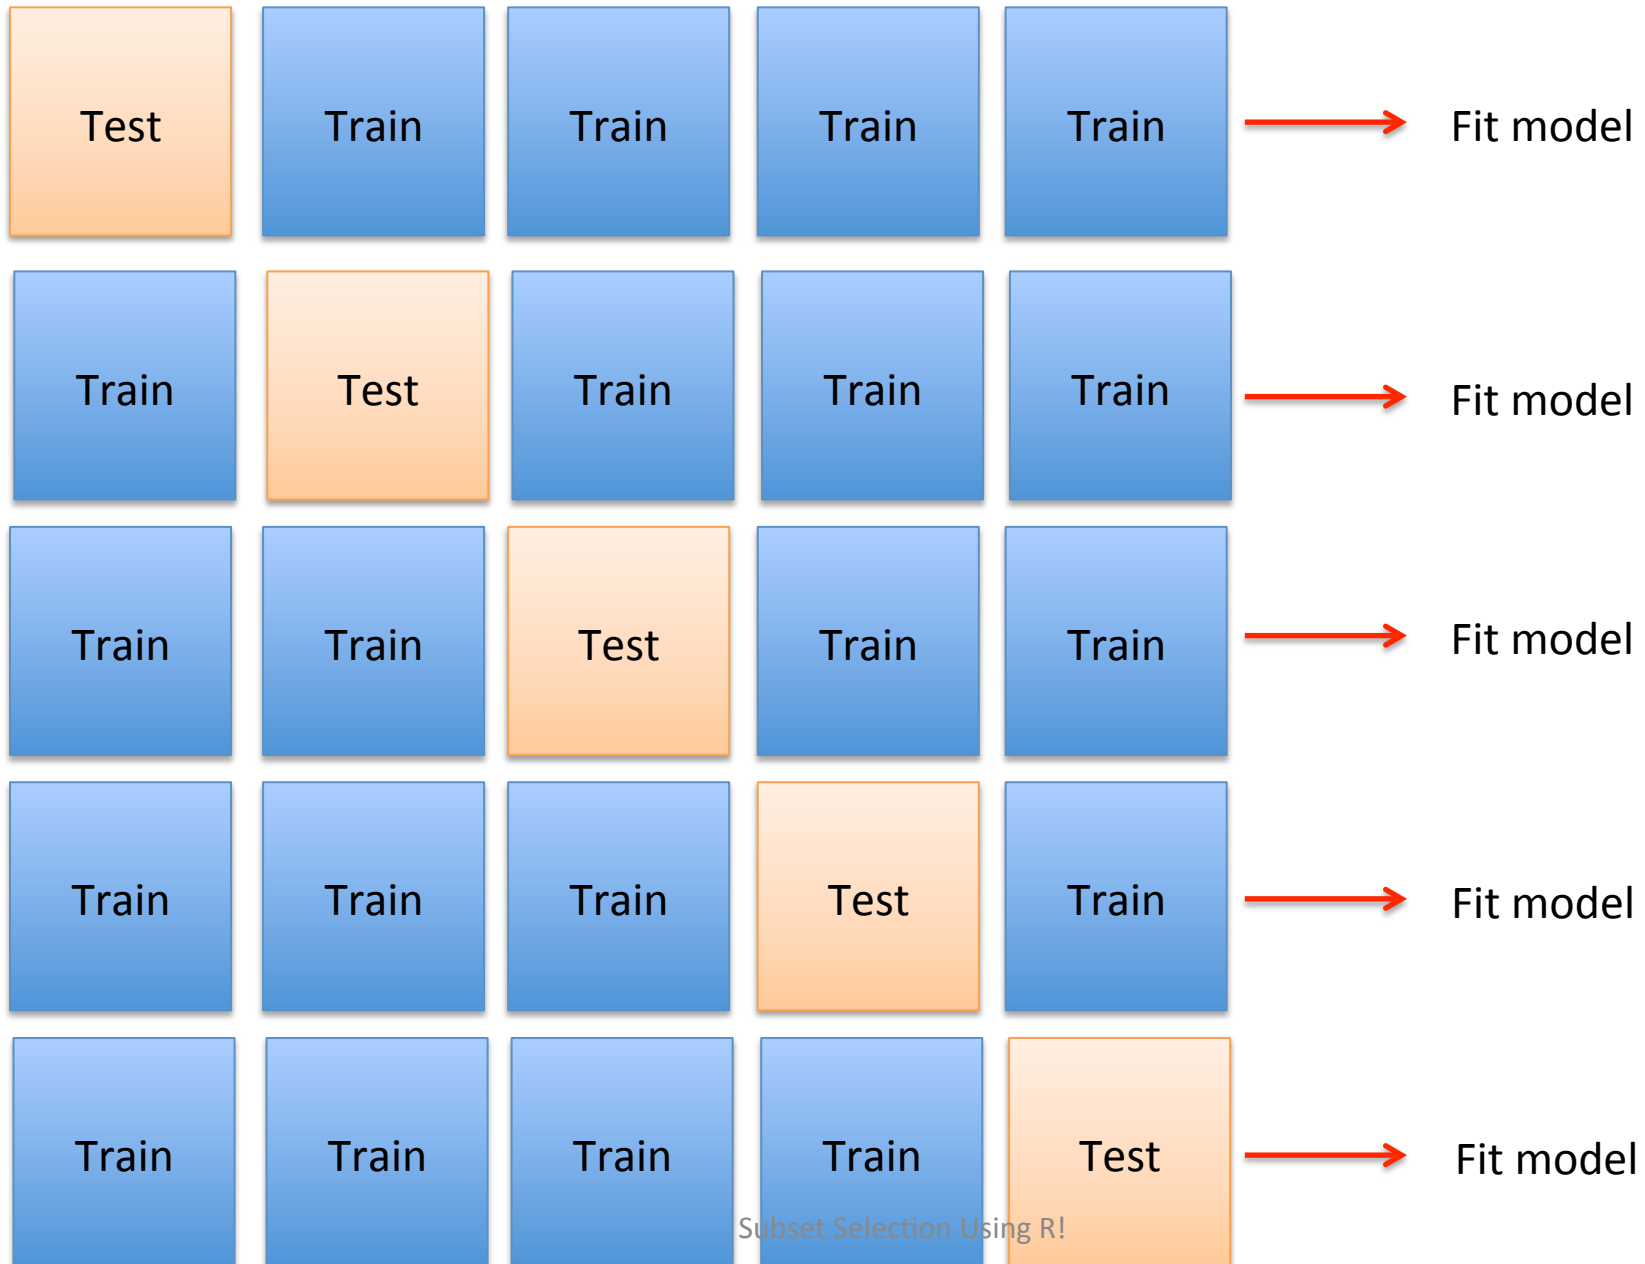 Test Train Train Train Train Fit model
Train Test Train Train Train Fit model
Train Train Test Train Train Fit model
Train Train Train Test Train Fit model
Train Train Train Train Test Fit model
Subset Selection Using R!